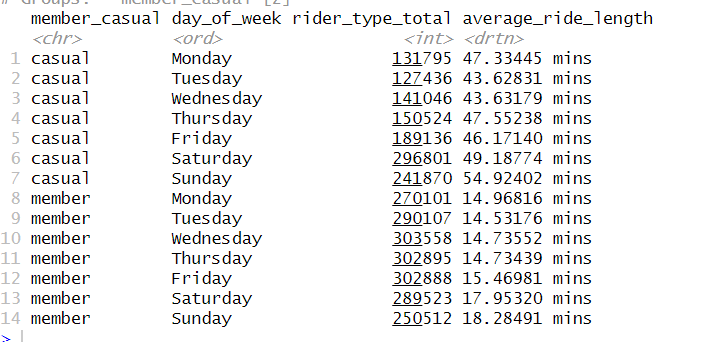 # Groups: member_casual [2]
member_casual day_of_week rider_type_total average_ride_length
<chr> <ord> <int> <drtn>
1 casual Monday 131795 47.33445 mins
2 casual Tuesday 127436 43.62831 mins
3 casual Wednesday 141046 43.63179 mins
4 casual Thursday 150524 47.55238 mins
5 casual Friday 189136 46.17140 mins
6 casual Saturday 296801 49.18774 mins
7 casual Sunday 241870 54.92402 mins
8 member Monday 270101 14.96816 mins
9 member Tuesday 290107 14.53176 mins
10 member Wednesday 303558 14.73552 mins
11 member Thursday 302895 14.73439 mins
12 member Friday 302888 15.46981 mins
13 member Saturday 289523 17.95320 mins
14 member Sunday 250512 18.28491 mins
>